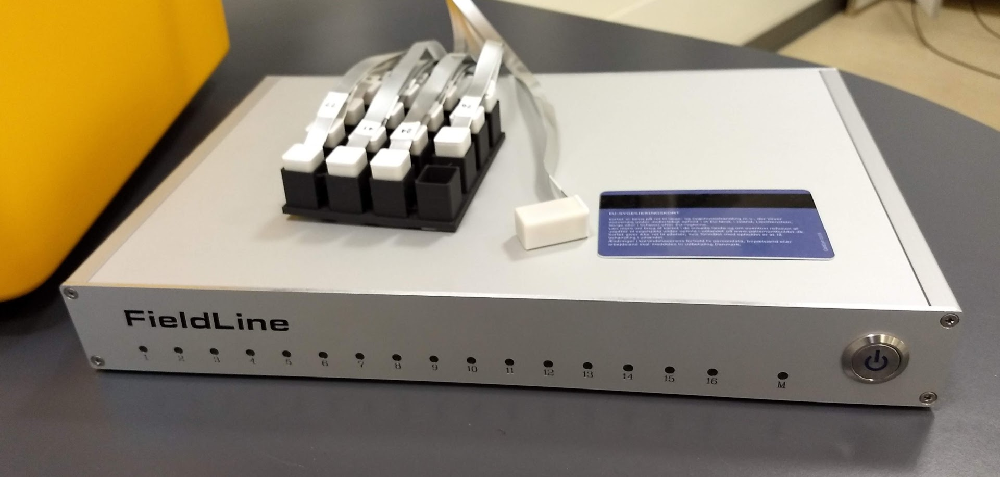 77
41
24
79
EU-SYGESIKRINGSKORT
Kortet er bevis på ret til læge- og sygehusbehandling m.v., der bliver
nødvendig under midlertidigt ophold i et EU-land, i Island, Liechtenstein,
Norge eller i Schweiz efter EU-reglerne.
Læs mere om brug af kortet i de enkelte lande og om eventuel refusion af
udgifter til sygehjælp under ophold i udlandet på www.patientombuddet.dk.
Kortet giver ikke ret til ydelser, hvis formålet med opholdet er at få
behandling i udlandet.
Ændringer i kortindehaverens forhold fx persondata, bopælsland eller
arbejdsland skal meddeles til Udbetaling Danmark.
FieldLine
1 2 3 4 5 6 7 8 9 10 11 12 13 14 15 16 M